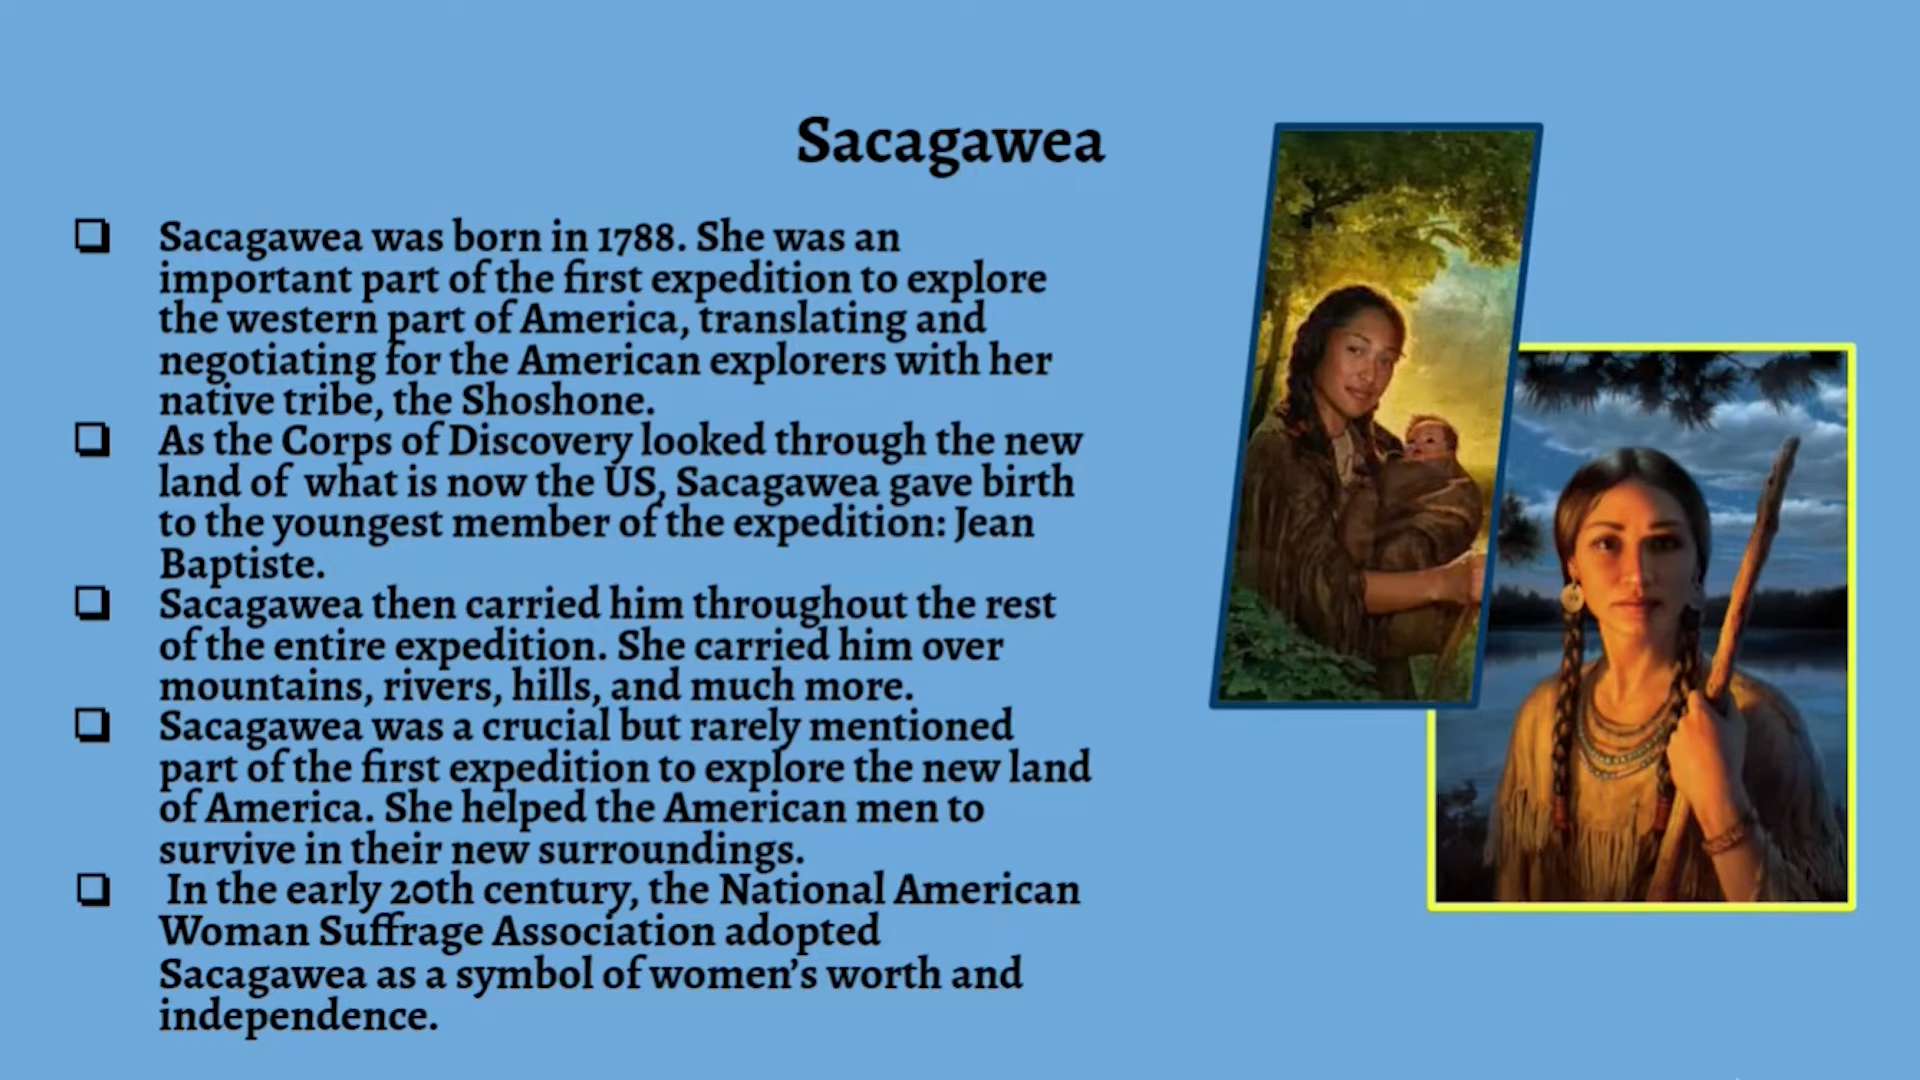 Sacagawea
Sacagawea was born in 1788. She was an
important part of the first expedition to explore
the western part of America, translating and
negotiating for the American explorers with her
native tribe, the Shoshone.
As the Corps of Discovery looked through the new
land of what is now the US, Sacagawea gave birth
to the youngest member of the expedition: Jean
Baptiste.
Sacagawea then carried him throughout the rest
of the entire expedition. She carried him over
mountains, rivers, hills, and much more.
Sacagawea was a crucial but rarely mentioned
part of the first expedition to explore the new land
of America. She helped the American men to
survive in their new surroundings.
In the early 20th century, the National American
Woman Suffrage Association adopted
Sacagawea as a symbol of women’s worth and
independence.